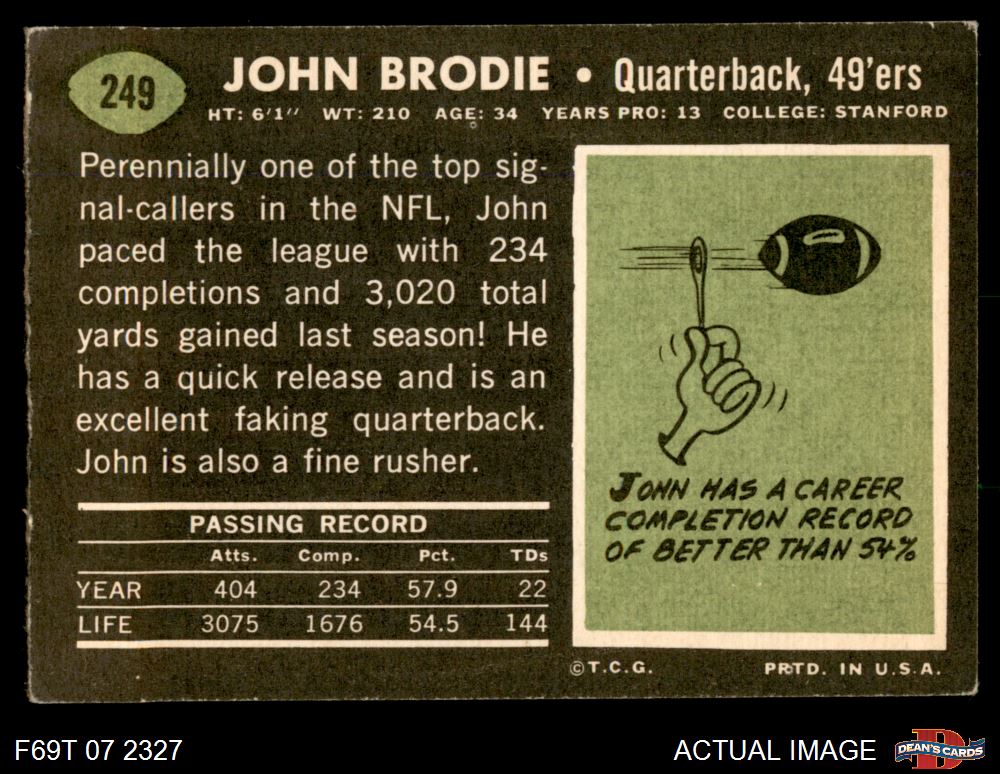 249
JOHN BRODIE • Quarterback, 49'ers
HT: 6'1" WT: 210 AGE: 34 YEARS PRO: 13 COLLEGE: STANFORD
Perennially one of the top sig-
nal-callers in the NFL, John
paced the league with 234
completions and 3,020 total
yards gained last season! He
has a quick release and is an
excellent faking quarterback.
John is also a fine rusher.
PASSING RECORD
Atts. Comp. Pct. TDs
YEAR 404 234 57.9 22
LIFE 3075 1676 54.5 144
JOHN HAS A CAREER
COMPLETION RECORD
OF BETTER THAN 54%
©T.C.G. PRTD. IN U.S.A.
F69T 07 2327
ACTUAL IMAGE
D
DEAN'S CARDS